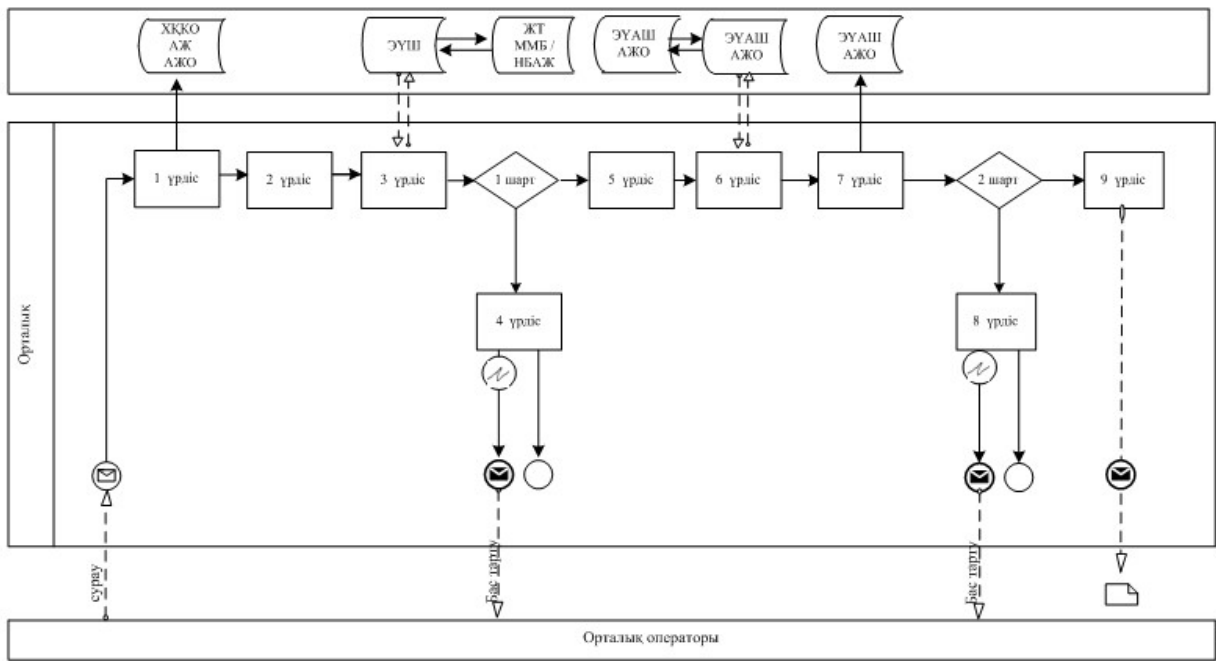 ХҚКО
АЖ
АЖО
ЭҮШ
ЖТ
ММБ /
НБАЖ
ЭҮАШ
АЖО
ЭҮАШ
АЖО
ЭҮАШ
АЖО
1 үрдіс
2 үрдіс
3 үрдіс
1 шарт
5 үрдіс
6 үрдіс
7 үрдіс
2 шарт
9 үрдіс
4 үрдіс
8 үрдіс
Орталық
сұрау
Бас тарту
Бас тарту
Орталық операторы